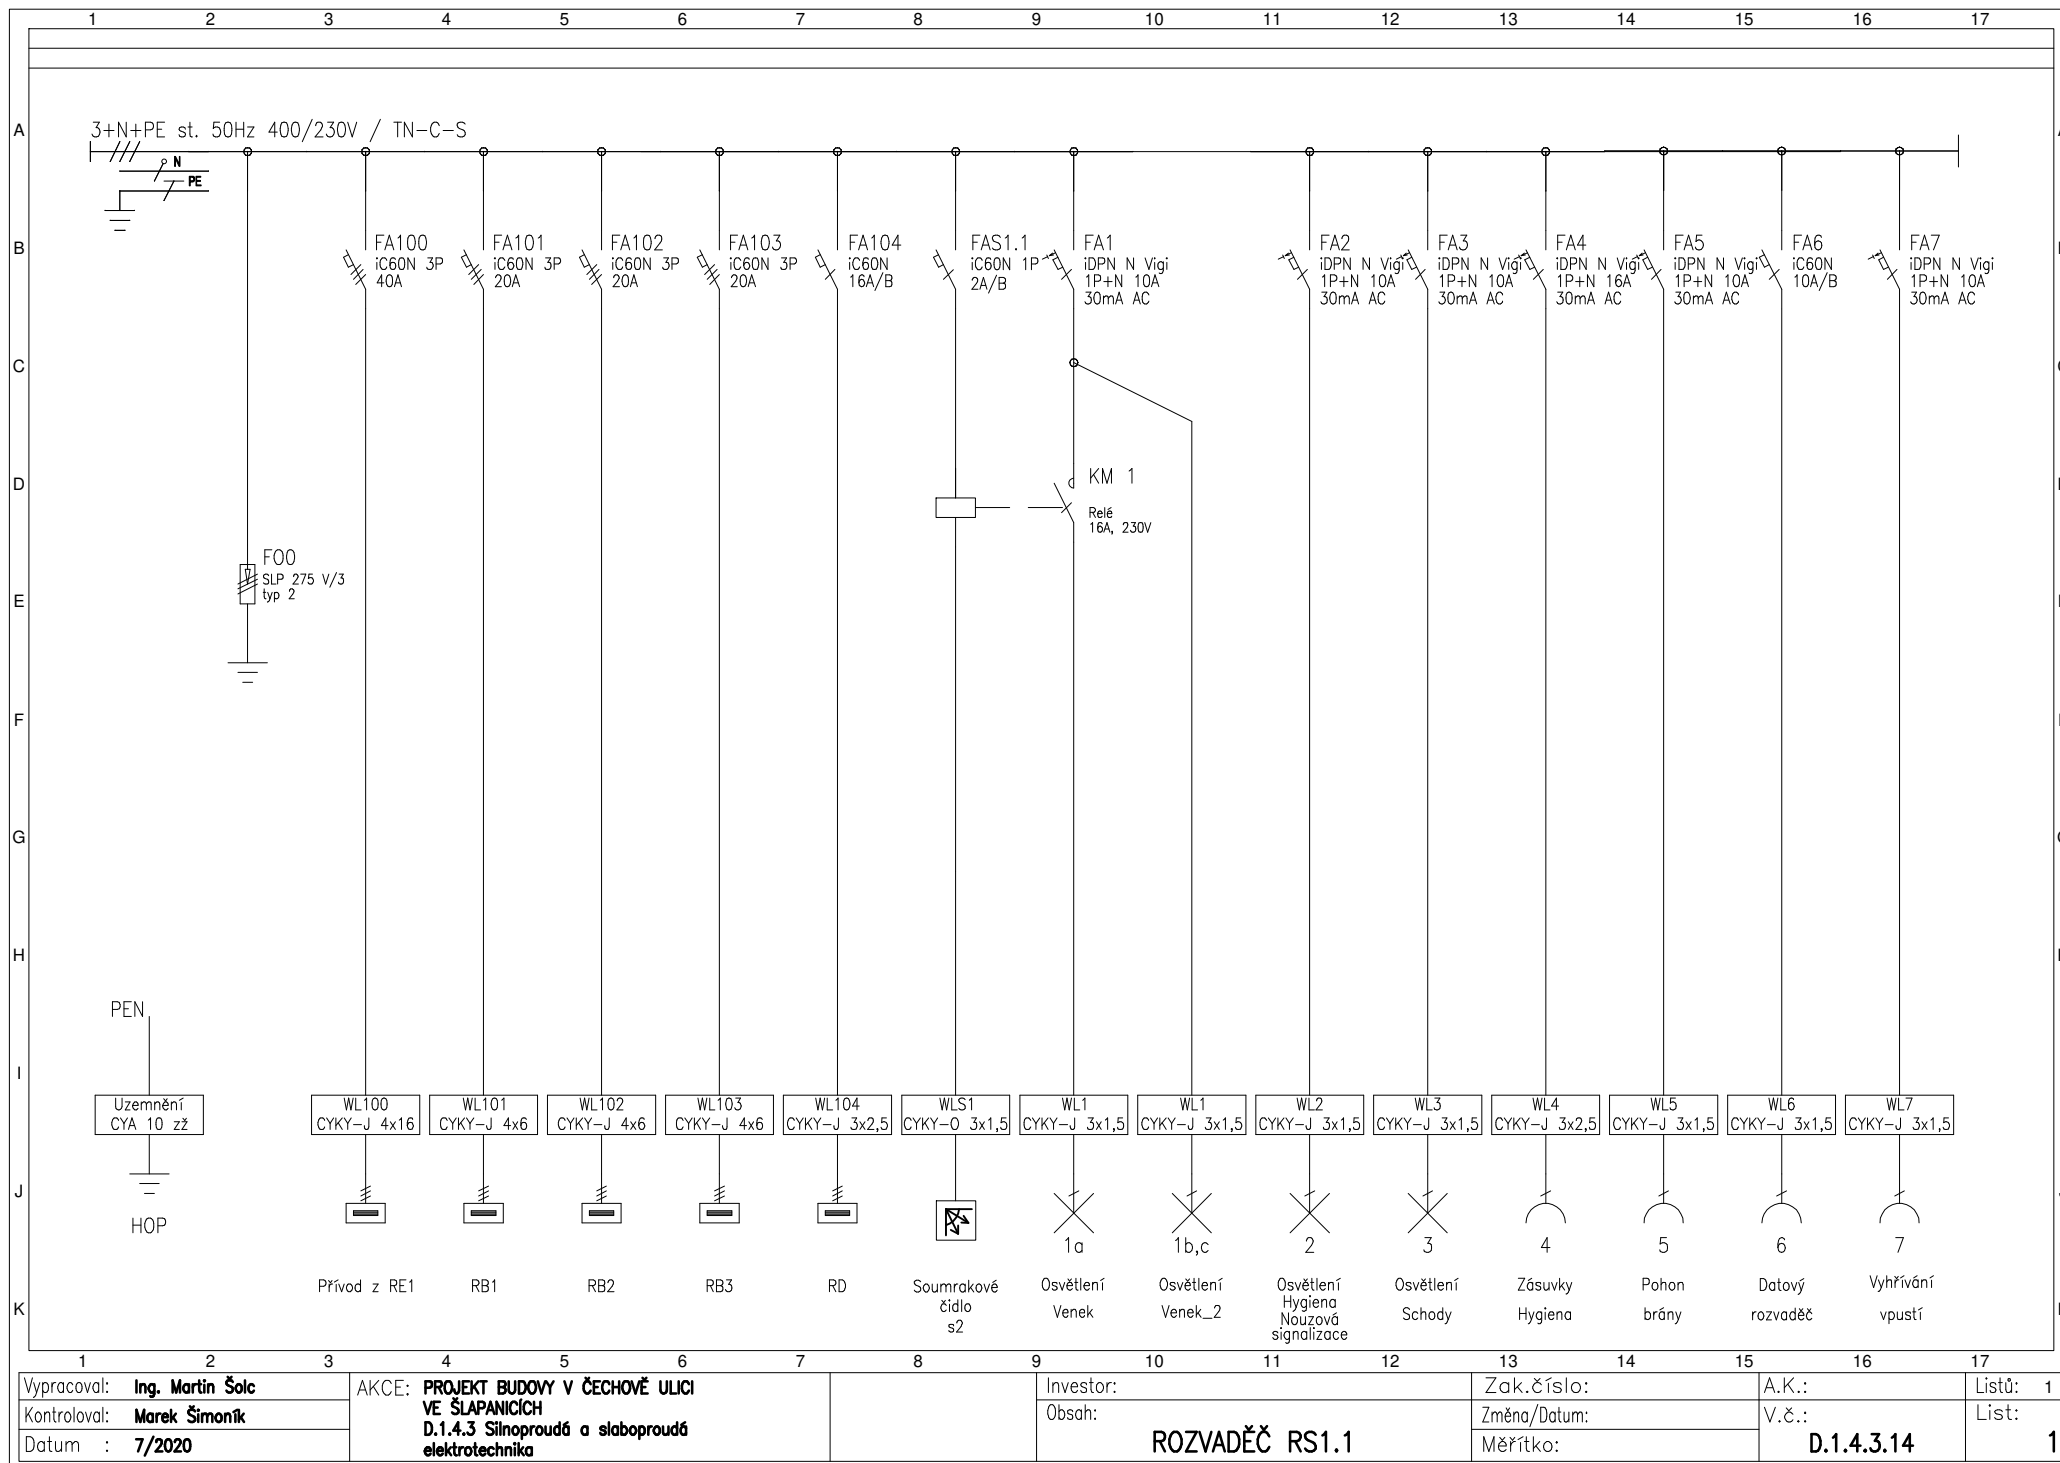 1 2 3 4 5 6 7 8 9 10 11 12 13 14 15 16 17
A
3+N+PE st. 50Hz 400/230V / TN-C-S
N
PE
B
FA100
iC60N 3P
40A
FA101
iC60N 3P
20A
FA102
iC60N 3P
20A
FA103
iC60N 3P
20A
FA104
iC60N
16A/B
FAS1.1
iC60N 1P
2A/B
FA1
iDPN N Vigi
1P+N 10A
30mA AC
FA2
iDPN N Vigi
1P+N 10A
30mA AC
FA3
iDPN N Vigi
1P+N 10A
30mA AC
FA4
iDPN N Vigi
1P+N 16A
30mA AC
FA5
iDPN N Vigi
1P+N 10A
30mA AC
FA6
iC60N
10A/B
FA7
iDPN N Vigi
1P+N 10A
30mA AC
C
D
KM 1
Relé
16A, 230V
FOO
SLP 275 V/3
typ 2
E
F
G
H
PEN
I
Uzemnění
CYA 10 zž
WL100
CYKY-J 4x16
WL101
CYKY-J 4x6
WL102
CYKY-J 4x6
WL103
CYKY-J 4x6
WL104
CYKY-J 3x2,5
WLS1
CYKY-O 3x1,5
WL1
CYKY-J 3x1,5
WL1
CYKY-J 3x1,5
WL2
CYKY-J 3x1,5
WL3
CYKY-J 3x1,5
WL4
CYKY-J 3x2,5
WL5
CYKY-J 3x1,5
WL6
CYKY-J 3x1,5
WL7
CYKY-J 3x1,5
J
HOP
1a
1b,c
2
3
4
5
6
7
K
Přívod z RE1
RB1
RB2
RB3
RD
Soumrakové
čidlo
s2
Osvětlení
Venek
Osvětlení
Venek_2
Osvětlení
Hygiena
Nouzová
signalizace
Osvětlení
Schody
Zásuvky
Hygiena
Pohon
brány
Datový
rozvaděč
Vyhřívání
vpustí
1 2 3 4 5 6 7 8 9 10 11 12 13 14 15 16 17
Vypracoval: Ing. Martin Šolc
Kontroloval: Marek Šimoník
Datum : 7/2020
AKCE: PROJEKT BUDOVY V ČECHOVĚ ULICI
VE ŠLAPANICÍCH
D.1.4.3 Silnoproudá a slaboproudá
elektrotechnika
Investor:
Obsah:
ROZVADĚČ RS1.1
Zak.číslo:
Změna/Datum:
Měřítko:
A.K.:
V.č.:
D.1.4.3.14
Listů: 1
List:
1